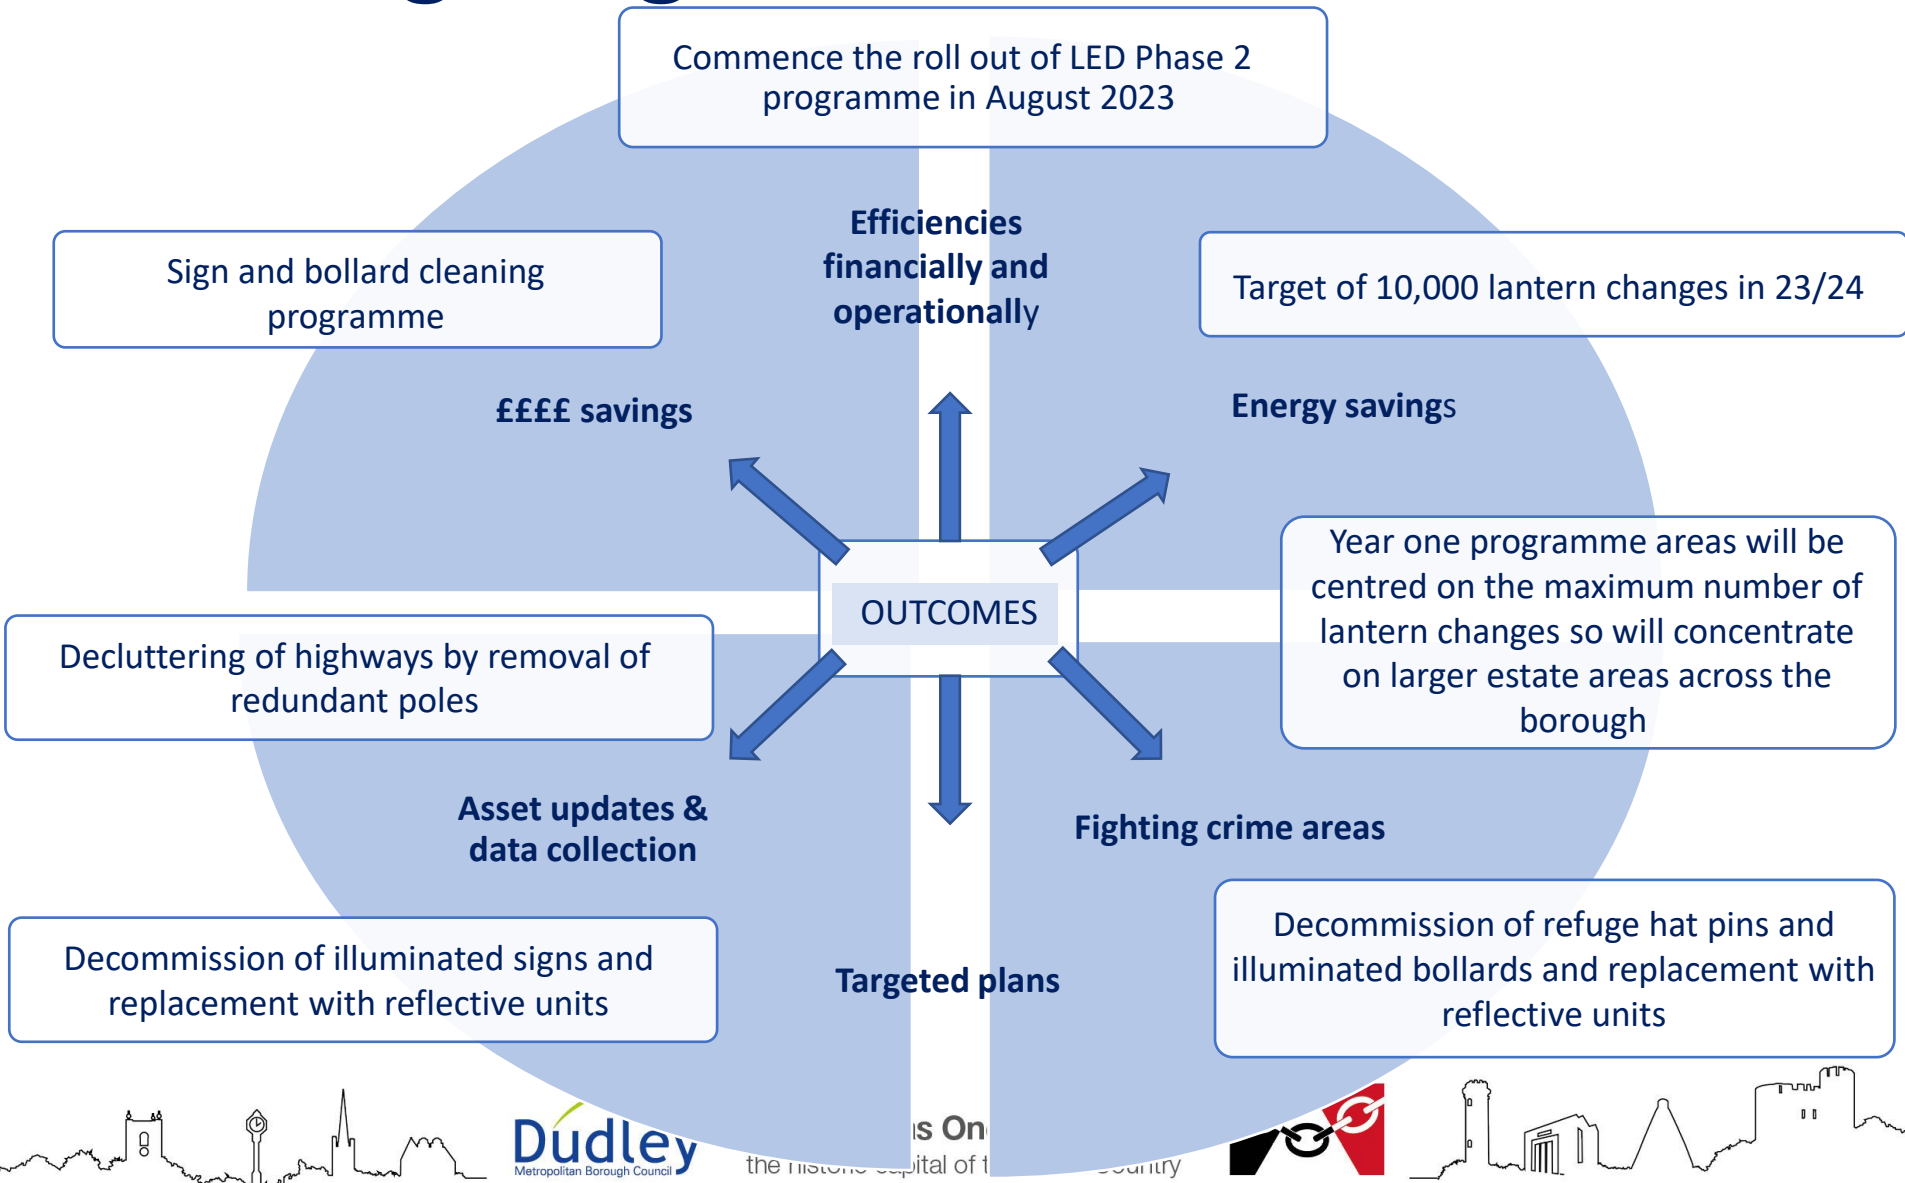 Commence the roll out of LED Phase 2
programme in August 2023
Efficiencies
financially and
operationally
Sign and bollard cleaning
programme
Target of 10,000 lantern changes in 23/24
££££ savings
Energy savings
Year one programme areas will be
centred on the maximum number of
lantern changes so will concentrate
on larger estate areas across the
borough
OUTCOMES
Decluttering of highways by removal of
redundant poles
Asset updates &
data collection
Fighting crime areas
Decommission of illuminated signs and
replacement with reflective units
Targeted plans
Decommission of refuge hat pins and
illuminated bollards and replacement with
reflective units
Dudley
Metropolitan Borough Council
the historic capital of